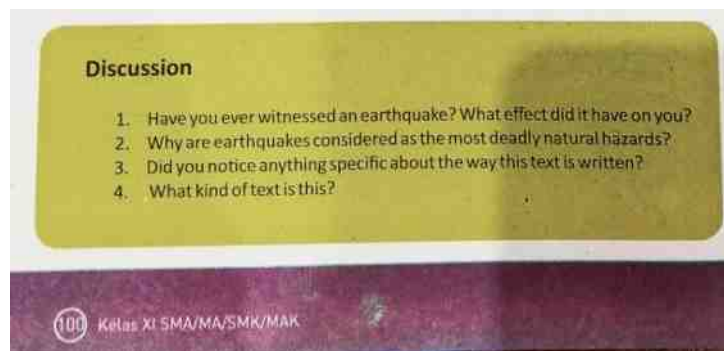 Discussion
1. Have you ever witnessed an earthquake? What effect did it have on you?
2. Why are earthquakes considered as the most deadly natural hazards?
3. Did you notice anything specific about the way this text is written?
4. What kind of text is this?
100 Kelas XI SMA/MA/SMK/MAK